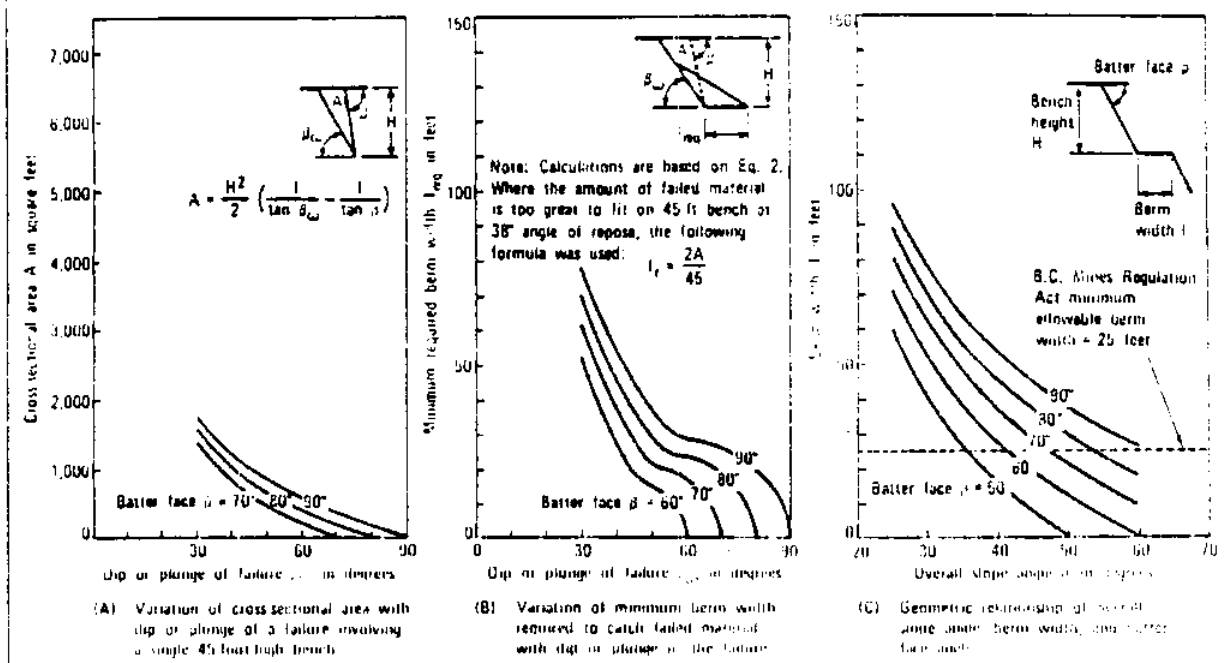 7,000
6,000
5,000
4,000
3,000
2,000
1,000
0
Cross sectional area A in square feet
A
H
A = H² / 2 ( 1 / tan β - 1 / tan β )
Batter face β = 70° 80° 90°
30
60
90
Dip or plunge of failure in degrees
(A) Variation of cross-sectional area with
dip or plunge of a failure involving
a single 45 foot high bench
150
100
50
0
Minimum required berm width l req in feet
A
H
l req
Note: Calculations are based on Eq. 2.
Where the amount of failed material
is too great to fit on 45 ft bench at
38° angle of repose, the following
formula was used:
l r = 2A / 45
90°
80°
70°
Batter face β = 60°
0
30
60
90
Dip or plunge of failure in degrees
(B) Variation of minimum berm width
required to catch failed material
with dip or plunge of the failure
150
100
50
0
width l in feet
Batter face
Bench
height
H
Berm
width l
B.C. Mines Regulation
Act minimum
allowable berm
width = 25 feet
90°
80°
70°
60
Batter face = 50
20
30
40
50
60
70
Overall slope angle in degrees
(C) Geometric relationship of overall
slope angle, berm width, and batter
face angle